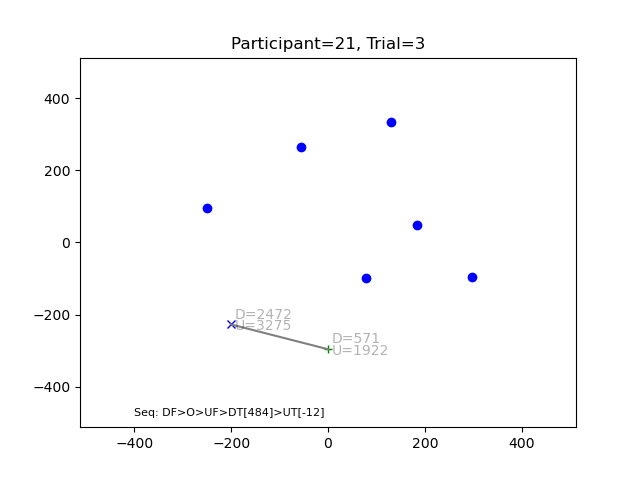 Participant=21, Trial=3
400
200
0
−200
−400
D=2472
U=3275
D=571
U=1922
Seq: DF>O>UF>DT[484]>UT[-12]
−400 −200 0 200 400